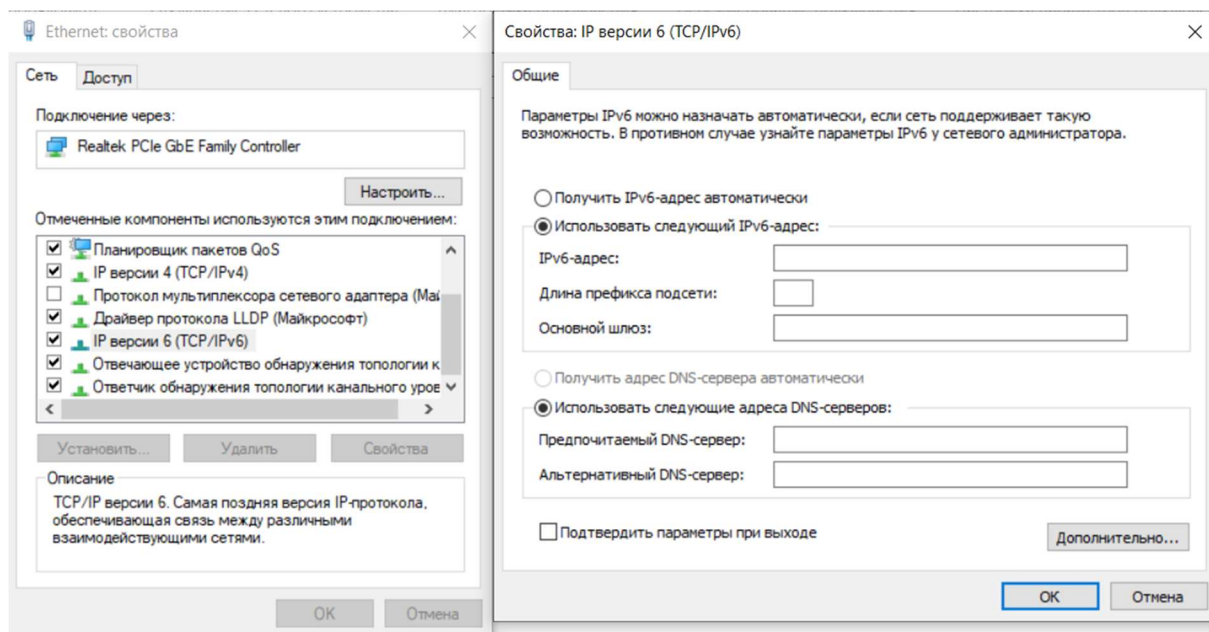 Ethernet: свойства
Сеть
Доступ
Подключение через:
Realtek PCIe GbE Family Controller
Настроить...
Отмеченные компоненты используются этим подключением:
Планировщик пакетов QoS
IP версии 4 (TCP/IPv4)
Протокол мультиплексора сетевого адаптера (Май
Драйвер протокола LLDP (Майкрософт)
IP версии 6 (TCP/IPv6)
Отвечающее устройство обнаружения топологии к
Ответчик обнаружения топологии канального уров
Установить...
Удалить
Свойства
Описание
TCP/IP версии 6. Самая поздняя версия IP-протокола,
обеспечивающая связь между различными
взаимодействующими сетями.
ОК
Отмена
Свойства: IP версии 6 (TCP/IPv6)
Общие
Параметры IPv6 можно назначать автоматически, если сеть поддерживает такую
возможность. В противном случае узнайте параметры IPv6 у сетевого администратора.
Получить IPv6-адрес автоматически
Использовать следующий IPv6-адрес:
IPv6-адрес:
Длина префикса подсети:
Основной шлюз:
Получить адрес DNS-сервера автоматически
Использовать следующие адреса DNS-серверов:
Предпочитаемый DNS-сервер:
Альтернативный DNS-сервер:
Подтвердить параметры при выходе
Дополнительно...
ОК
Отмена